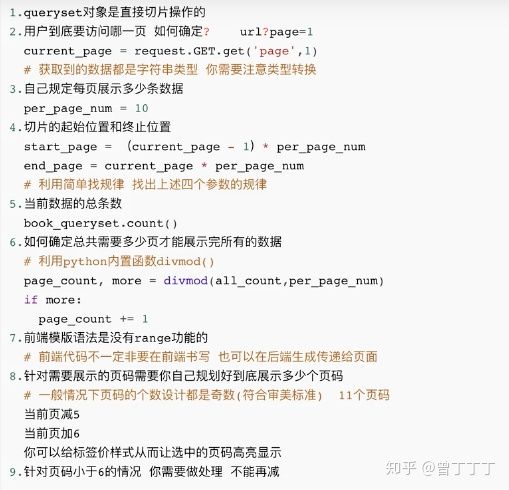 1.queryset对象是直接切片操作的
2.用户到底要访问哪一页 如何确定? url?page=1
current_page = request.GET.get('page',1)
# 获取到的数据都是字符串类型 你需要注意类型转换
3.自己规定每页展示多少条数据
per_page_num = 10
4.切片的起始位置和终止位置
start_page = （current_page - 1）* per_page_num
end_page = current_page * per_page_num
# 利用简单找规律 找出上述四个参数的规律
5.当前数据的总条数
book_queryset.count()
6.如何确定总共需要多少页才能展示完所有的数据
# 利用python内置函数divmod()
page_count, more = divmod(all_count,per_page_num)
if more:
page_count += 1
7.前端模版语法是没有range功能的
# 前端代码不一定非要在前端书写 也可以在后端生成传递给页面
8.针对需要展示的页码需要你自己规划好到底展示多少个页码
# 一般情况下页码的个数设计都是奇数(符合审美标准) 11个页码
当前页减5
当前页加6
你可以给标签价样式从而让选中的页码高亮显示
9.针对页码小于6的情况 你需要做处理 不能再减
知乎 @曾丁丁丁